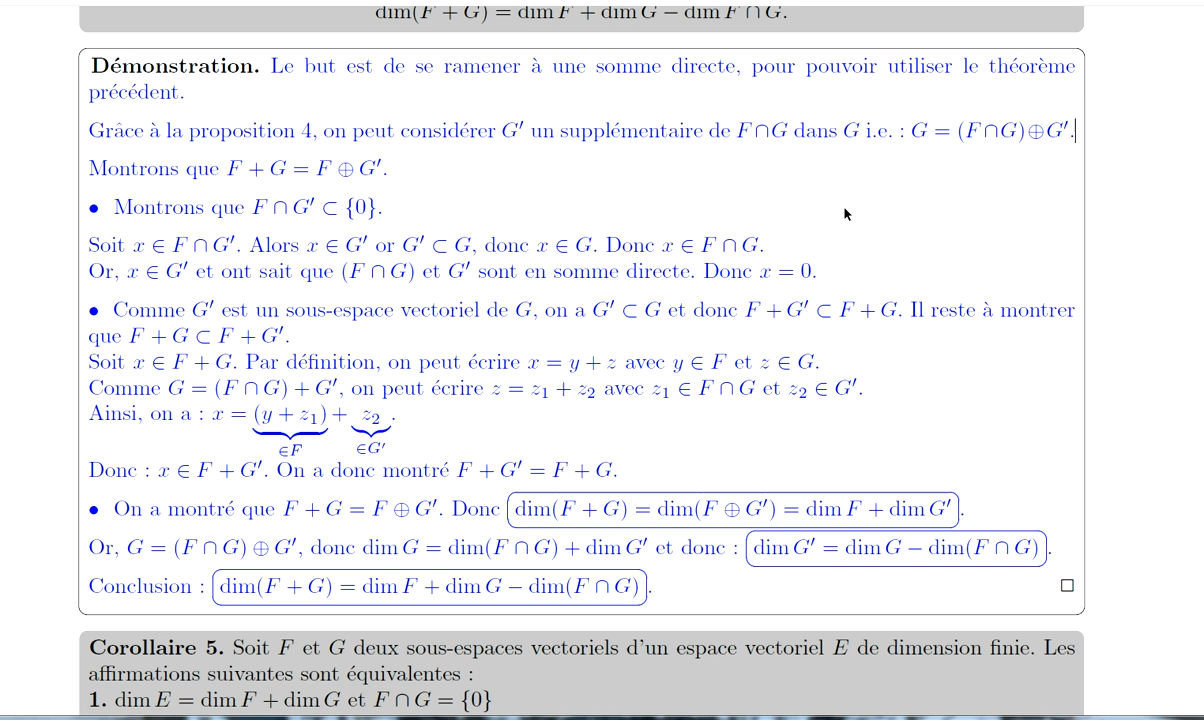 dim(F + G) = dim F + dim G − dim F ∩ G.
Démonstration. Le but est de se ramener à une somme directe, pour pouvoir utiliser le théorème
précédent.
Grâce à la proposition 4, on peut considérer G′ un supplémentaire de F∩G dans G i.e. : G = (F∩G)⊕G′.
Montrons que F + G = F ⊕ G′.
• Montrons que F ∩ G′ ⊂ {0}.
Soit x ∈ F ∩ G′. Alors x ∈ G′ or G′ ⊂ G, donc x ∈ G. Donc x ∈ F ∩ G.
Or, x ∈ G′ et ont sait que (F ∩ G) et G′ sont en somme directe. Donc x = 0.
• Comme G′ est un sous-espace vectoriel de G, on a G′ ⊂ G et donc F + G′ ⊂ F + G. Il reste à montrer
que F + G ⊂ F + G′.
Soit x ∈ F + G. Par définition, on peut écrire x = y + z avec y ∈ F et z ∈ G.
Comme G = (F ∩ G) + G′, on peut écrire z = z₁ + z₂ avec z₁ ∈ F ∩ G et z₂ ∈ G′.
Ainsi, on a : x = (y + z₁) + z₂ .
∈F ∈G′
Donc : x ∈ F + G′. On a donc montré F + G′ = F + G.
• On a montré que F + G = F ⊕ G′. Donc dim(F + G) = dim(F ⊕ G′) = dim F + dim G′.
Or, G = (F ∩ G) ⊕ G′, donc dim G = dim(F ∩ G) + dim G′ et donc : dim G′ = dim G − dim(F ∩ G).
Conclusion : dim(F + G) = dim F + dim G − dim(F ∩ G). □
Corollaire 5. Soit F et G deux sous-espaces vectoriels d'un espace vectoriel E de dimension finie. Les
affirmations suivantes sont équivalentes :
1. dim E = dim F + dim G et F ∩ G = {0}